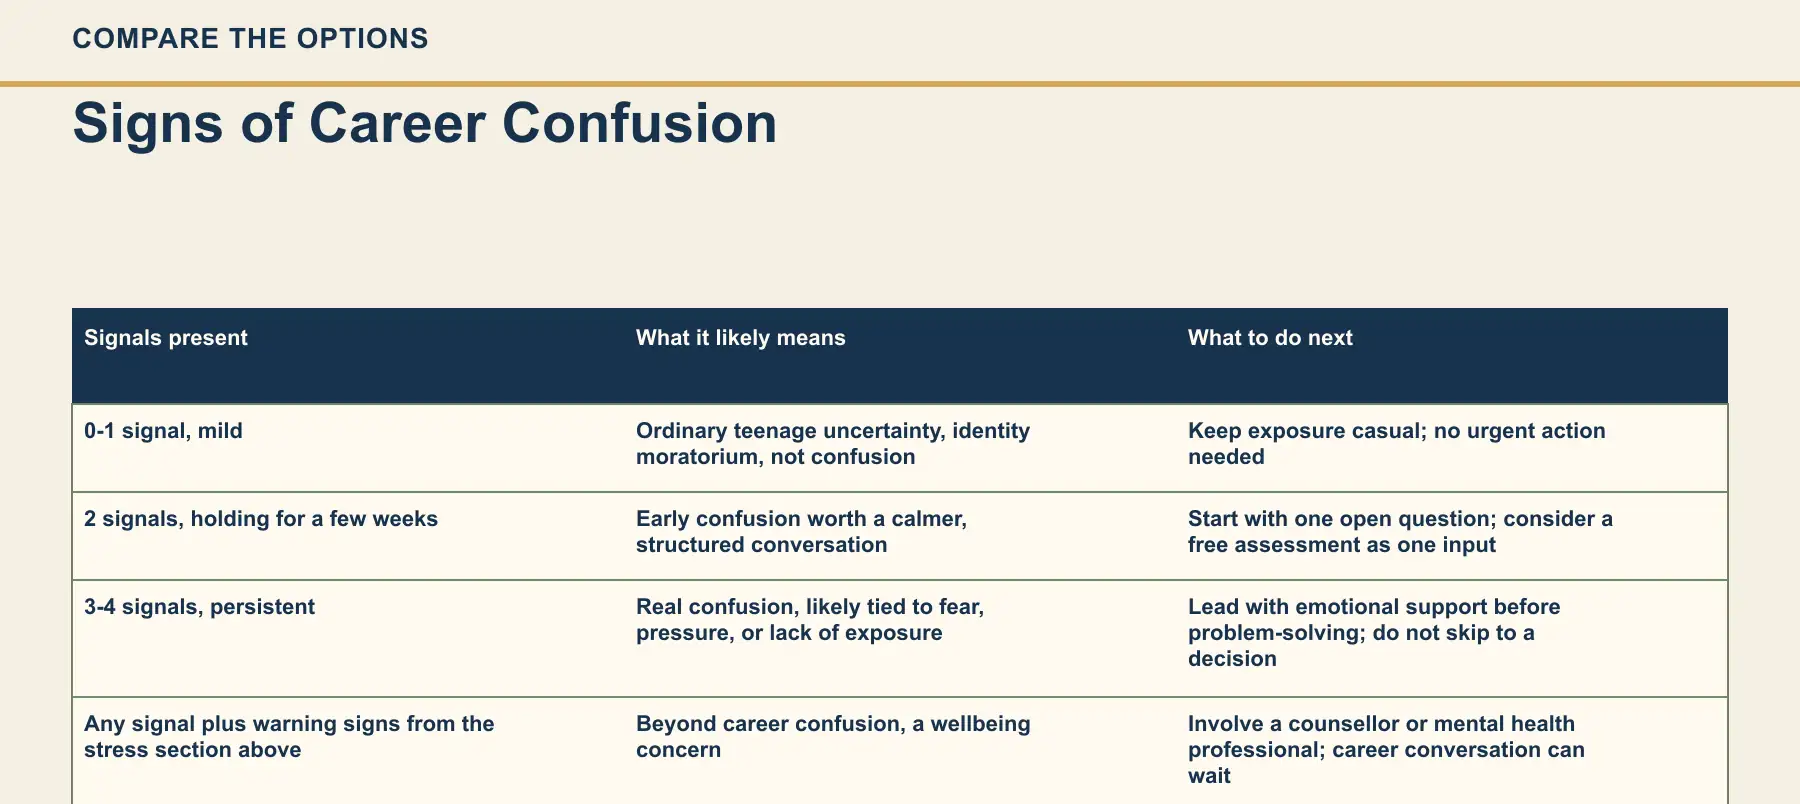 COMPARE THE OPTIONS
Signs of Career Confusion
Signals present
What it likely means
What to do next
0-1 signal, mild
Ordinary teenage uncertainty, identity
moratorium, not confusion
Keep exposure casual; no urgent action
needed
2 signals, holding for a few weeks
Early confusion worth a calmer,
structured conversation
Start with one open question; consider a
free assessment as one input
3-4 signals, persistent
Real confusion, likely tied to fear,
pressure, or lack of exposure
Lead with emotional support before
problem-solving; do not skip to a
decision
Any signal plus warning signs from the
stress section above
Beyond career confusion, a wellbeing
concern
Involve a counsellor or mental health
professional; career conversation can
wait